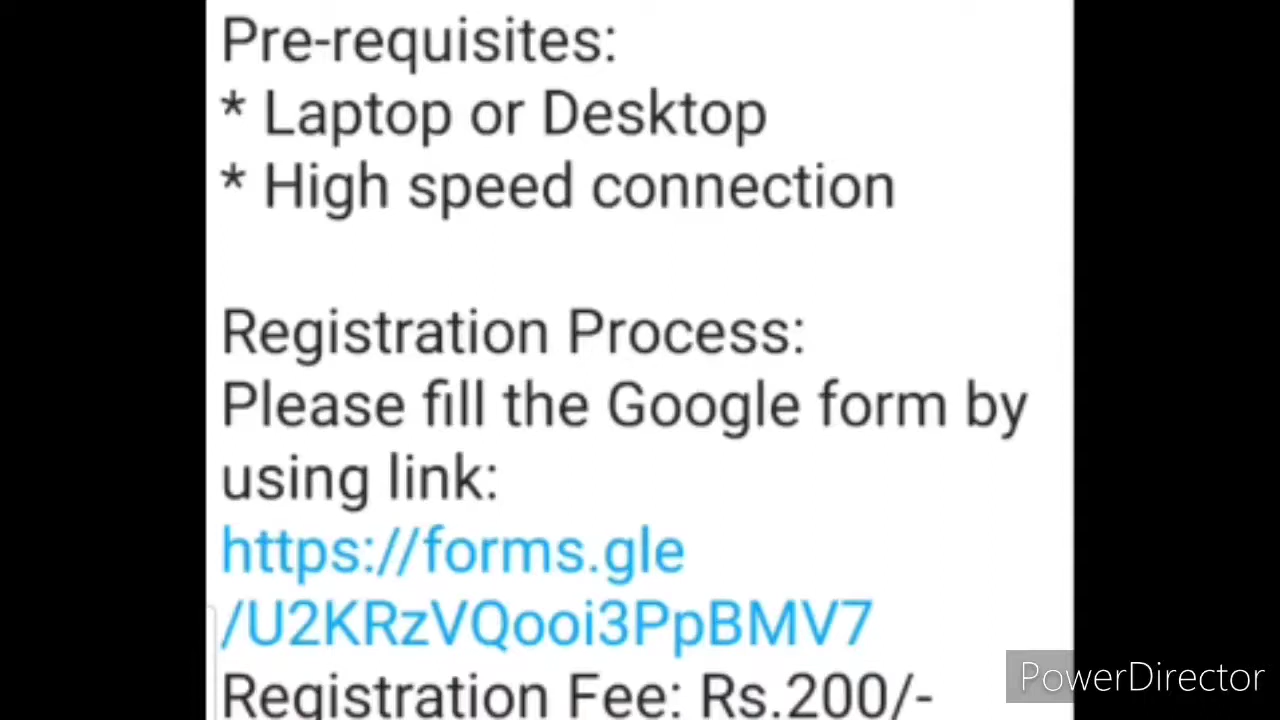 Pre-requisites:
* Laptop or Desktop
* High speed connection
Registration Process:
Please fill the Google form by
using link:
https://forms.gle
/U2KRzVQooi3PpBMV7
Registration Fee: Rs.200/-
PowerDirector